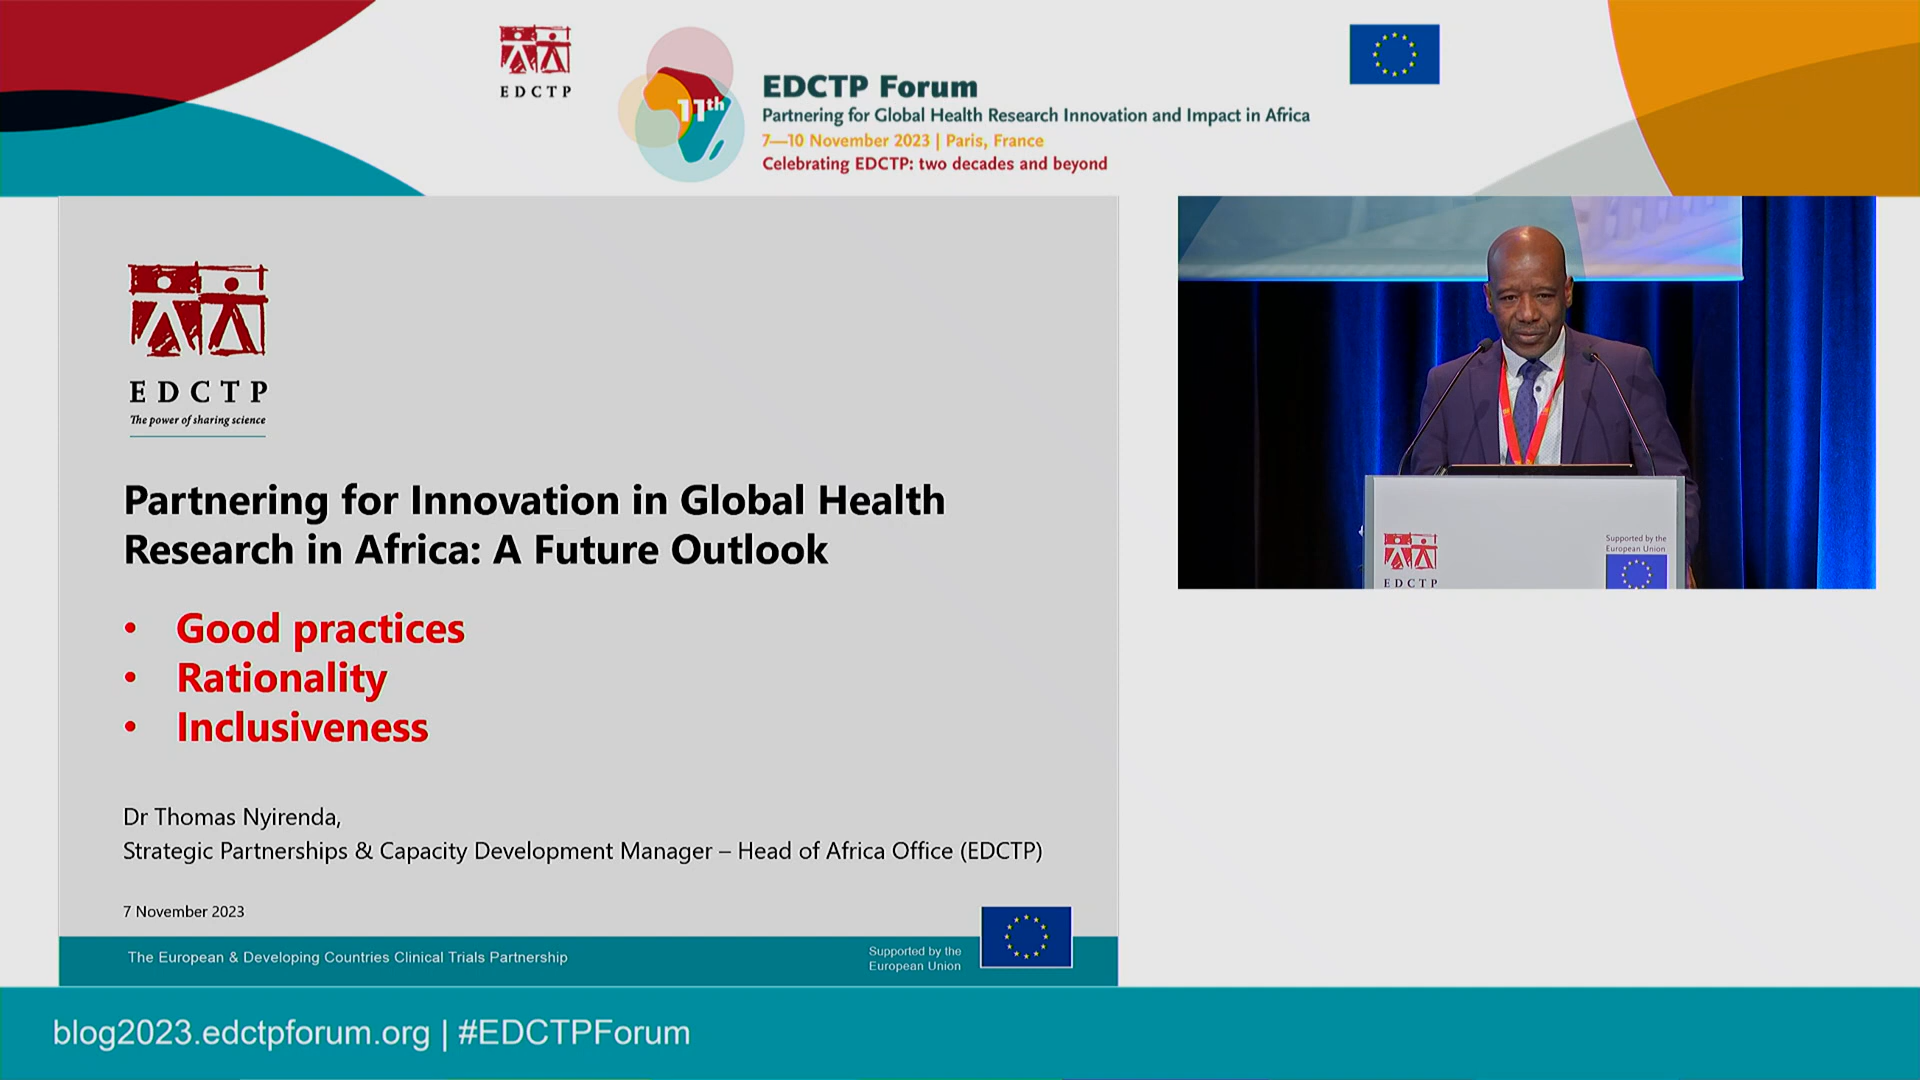 EDCTP
11th
EDCTP Forum
Partnering for Global Health Research Innovation and Impact in Africa
7—10 November 2023 | Paris, France
Celebrating EDCTP: two decades and beyond
EDCTP
The power of sharing science
Partnering for Innovation in Global Health
Research in Africa: A Future Outlook
• Good practices
• Rationality
• Inclusiveness
Dr Thomas Nyirenda,
Strategic Partnerships & Capacity Development Manager – Head of Africa Office (EDCTP)
7 November 2023
The European & Developing Countries Clinical Trials Partnership
Supported by the
European Union
Supported by the
European Union
EDCTP
blog2023.edctpforum.org | #EDCTPForum